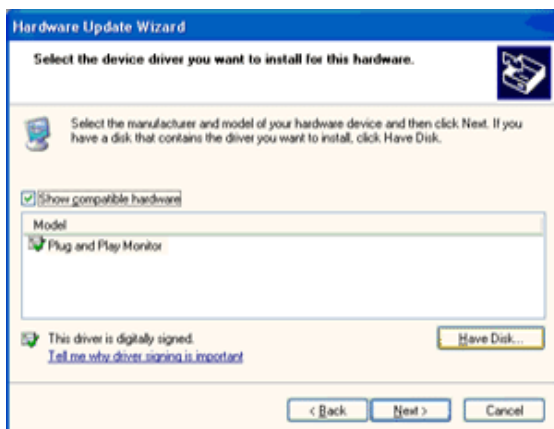 Hardware Update Wizard
Select the device driver you want to install for this hardware.
Select the manufacturer and model of your hardware device and then click Next. If you
have a disk that contains the driver you want to install, click Have Disk.
Show compatible hardware
Model
Plug and Play Monitor
This driver is digitally signed.
Have Disk...
Tell me why driver signing is important
< Back
Next >
Cancel